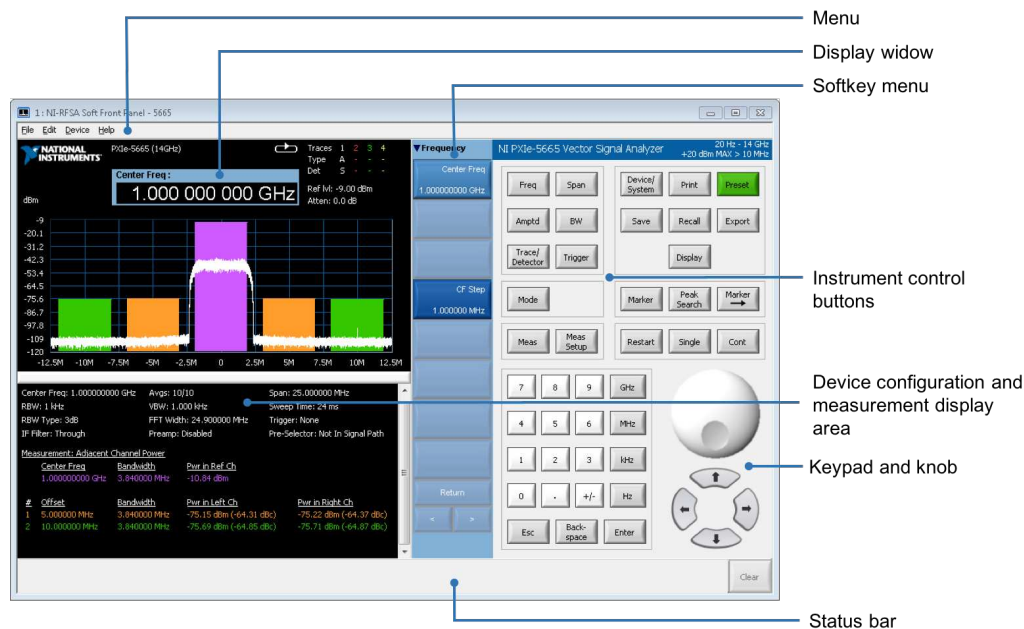 Menu
Display widow
Softkey menu
1: NI-RFSA Soft Front Panel - 5665
File Edit Device Help
NATIONAL INSTRUMENTS
PXIe-5665 (14GHz)
Traces 1 2 3 4
Type A - - -
Det S - - -
Center Freq :
1.000 000 000 GHz
Ref lvl: -9.00 dBm
Atten: 0.0 dB
dBm
-9
-20.1
-31.2
-42.3
-53.4
-64.5
-75.6
-86.7
-97.8
-109
-120
-12.5M -10M -7.5M -5M -2.5M 0 2.5M 5M 7.5M 10M 12.5M
Center Freq: 1.000000000 GHz Avgs: 10/10 Span: 25.000000 MHz
RBW: 1 kHz VBW: 1.000 kHz Sweep Time: 24 ms
RBW Type: 3dB FFT Width: 24.900000 MHz Trigger: None
IF Filter: Through Preamp: Disabled Pre-Selector: Not In Signal Path
Measurement: Adjacent Channel Power
Center Freq Bandwidth Pwr in Ref Ch
1.000000000 GHz 3.840000 MHz -10.84 dBm
# Offset Bandwidth Pwr in Left Ch Pwr in Right Ch
1 5.000000 MHz 3.840000 MHz -75.15 dBm (-64.31 dBc) -75.22 dBm (-64.37 dBc)
2 10.000000 MHz 3.840000 MHz -75.69 dBm (-64.85 dBc) -75.71 dBm (-64.87 dBc)
Frequency
Center Freq
1.000000000 GHz
CF Step
1.000000 MHz
Return
< >
NI PXIe-5665 Vector Signal Analyzer
20 Hz - 14 GHz
+20 dBm MAX > 10 MHz
Freq Span Device/ System Print Preset
Amptd BW Save Recall Export
Trace/ Detector Trigger Display
Mode Marker Peak Search Marker →
Meas Meas Setup Restart Single Cont
7 8 9 GHz
4 5 6 MHz
1 2 3 kHz
0 . +/- Hz
Esc Back-space Enter
Clear
Instrument control
buttons
Device configuration and
measurement display
area
Keypad and knob
Status bar